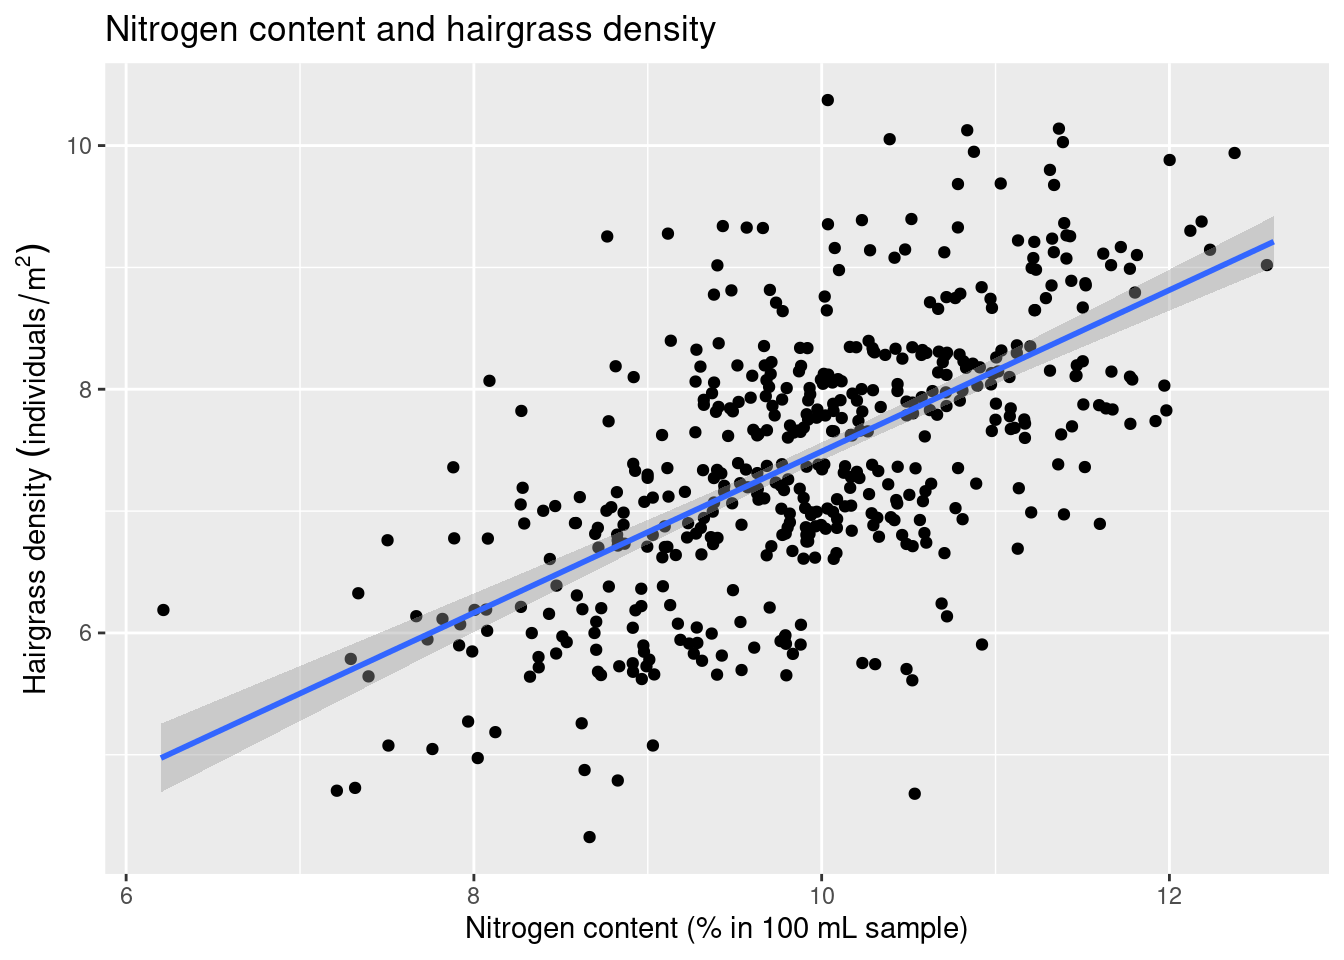 Nitrogen content and hairgrass density
Hairgrass density (individuals/m²)
10
8
6
6 8 10 12
Nitrogen content (% in 100 mL sample)